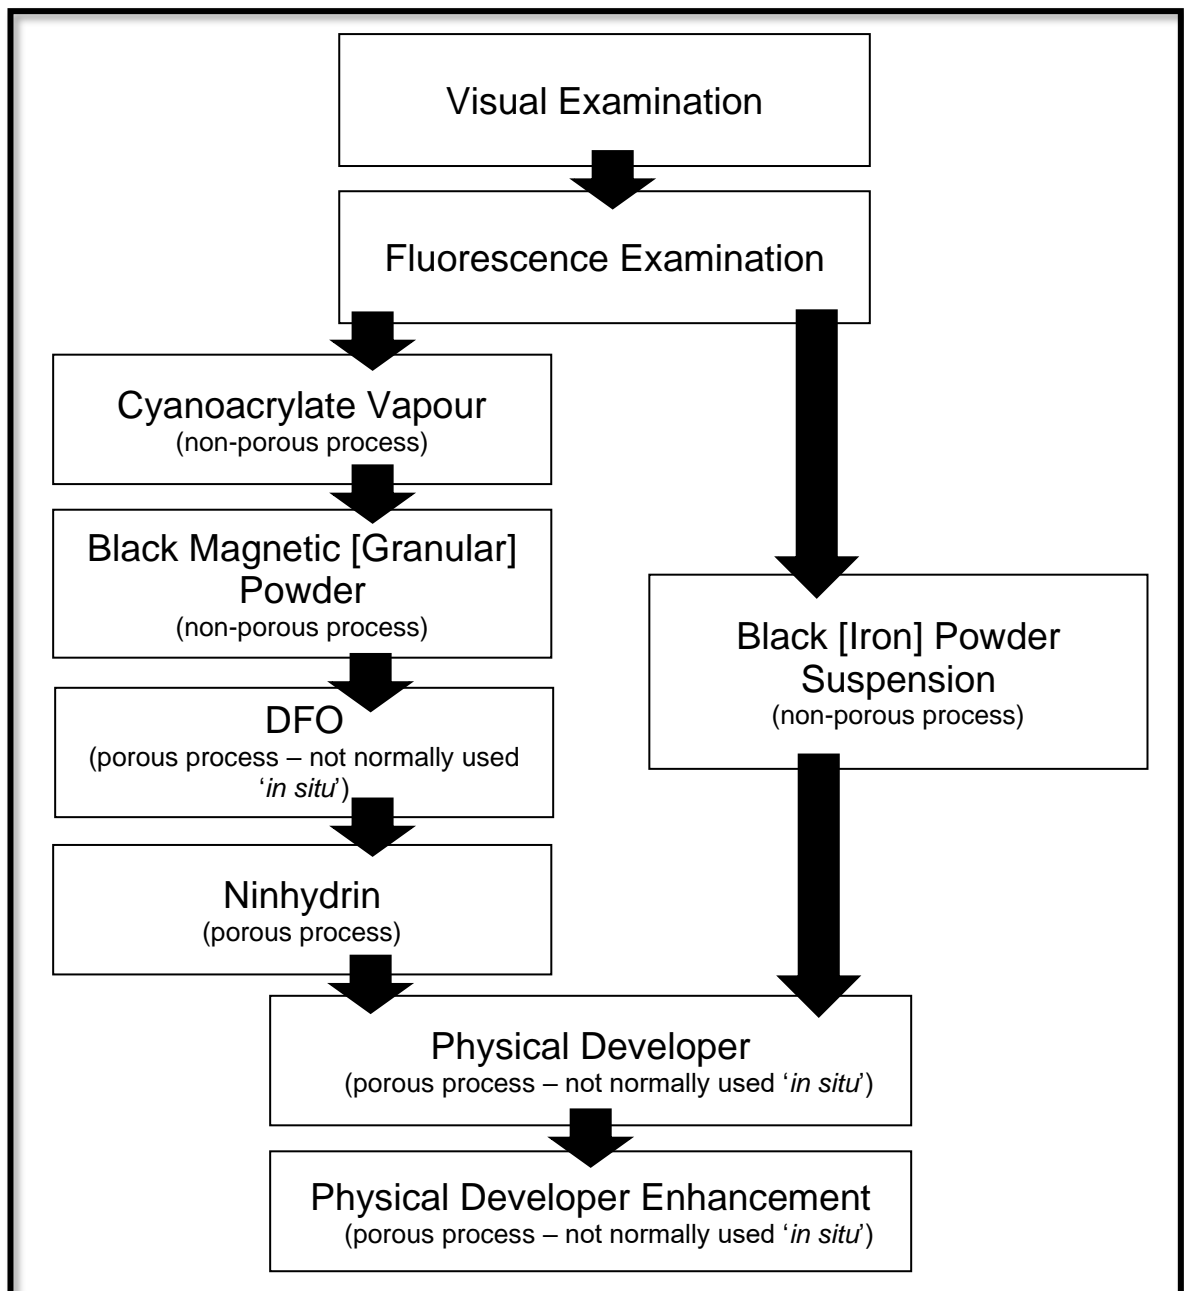 Visual Examination
Fluorescence Examination
Cyanoacrylate Vapour
(non-porous process)
Black Magnetic [Granular]
Powder
(non-porous process)
DFO
(porous process – not normally used
‘in situ’)
Ninhydrin
(porous process)
Black [Iron] Powder
Suspension
(non-porous process)
Physical Developer
(porous process – not normally used ‘in situ’)
Physical Developer Enhancement
(porous process – not normally used ‘in situ’)